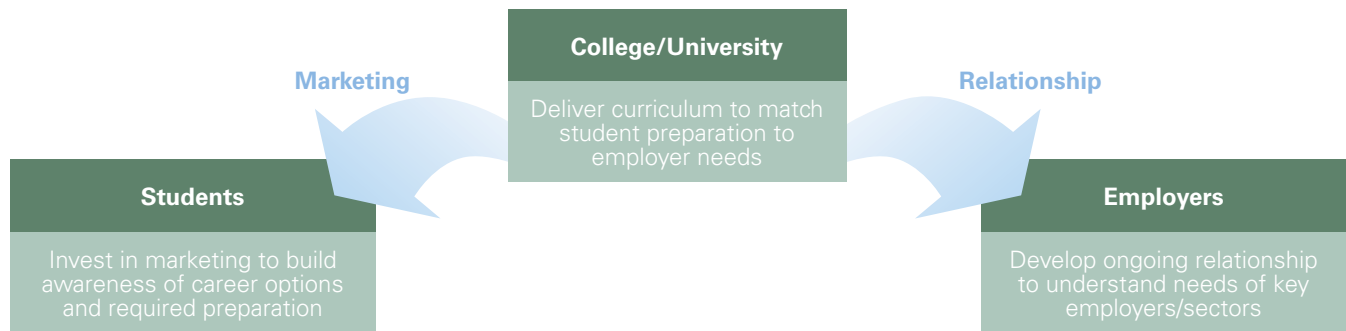 College/University
Deliver curriculum to match
student preparation to
employer needs
Marketing
Relationship
Students
Invest in marketing to build
awareness of career options
and required preparation
Employers
Develop ongoing relationship
to understand needs of key
employers/sectors